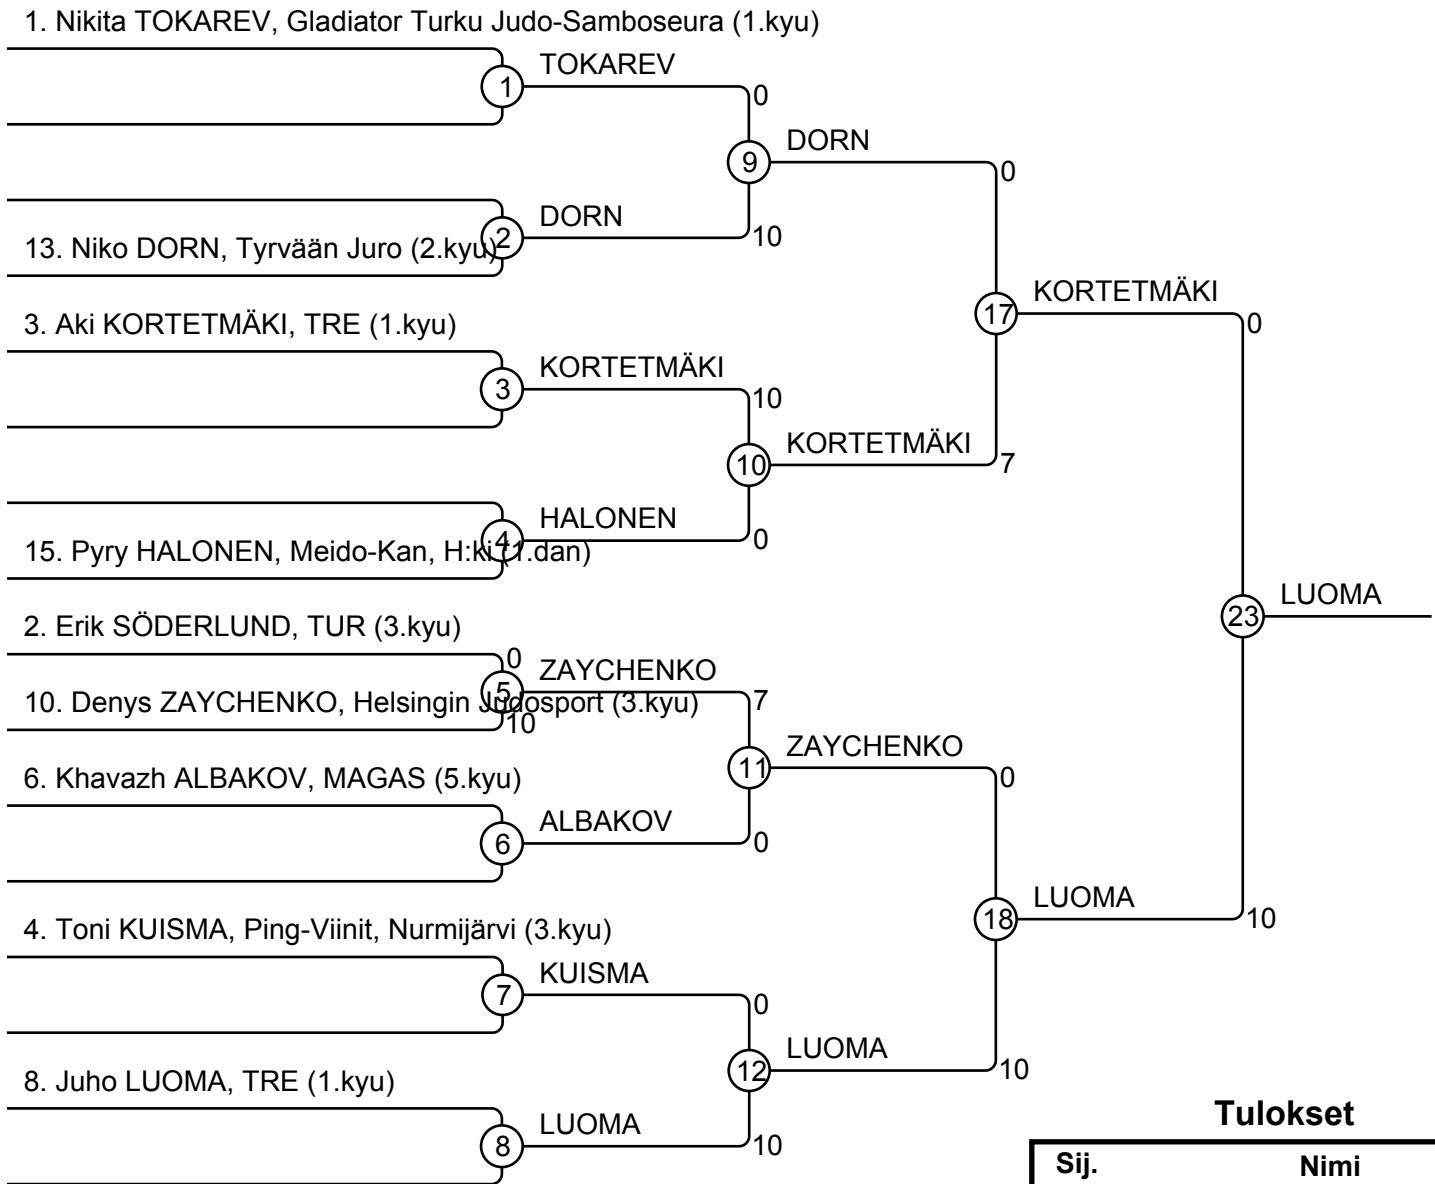 1. Nikita TOKAREV, Gladiator Turku Judo-Samboseura (1.kyu)
TOKAREV
1
0
DORN
9
0
DORN
2
10
13. Niko DORN, Tyrvään Juro (2.kyu)
KORTETMÄKI
17
0
3. Aki KORTETMÄKI, TRE (1.kyu)
KORTETMÄKI
3
10
KORTETMÄKI
10
7
HALONEN
4
0
15. Pyry HALONEN, Meido-Kan, H:ki (1.dan)
LUOMA
23
2. Erik SÖDERLUND, TUR (3.kyu)
0
ZAYCHENKO
5
7
10. Denys ZAYCHENKO, Helsingin Judosport (3.kyu)
10
ZAYCHENKO
11
0
6. Khavazh ALBAKOV, MAGAS (5.kyu)
ALBAKOV
6
0
LUOMA
18
10
4. Toni KUISMA, Ping-Viinit, Nurmijärvi (3.kyu)
KUISMA
7
0
LUOMA
12
10
8. Juho LUOMA, TRE (1.kyu)
LUOMA
8
10
Tulokset
Sij. Nimi